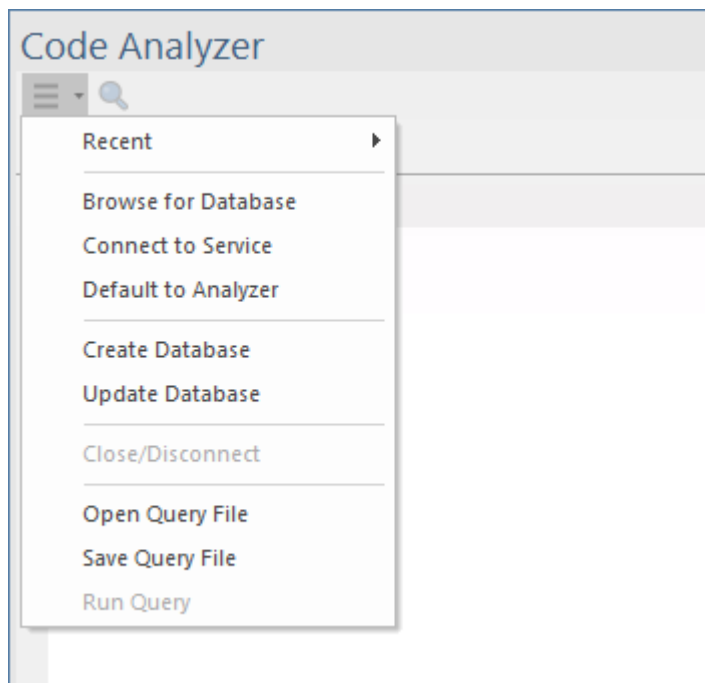 Code Analyzer
Recent
Browse for Database
Connect to Service
Default to Analyzer
Create Database
Update Database
Close/Disconnect
Open Query File
Save Query File
Run Query